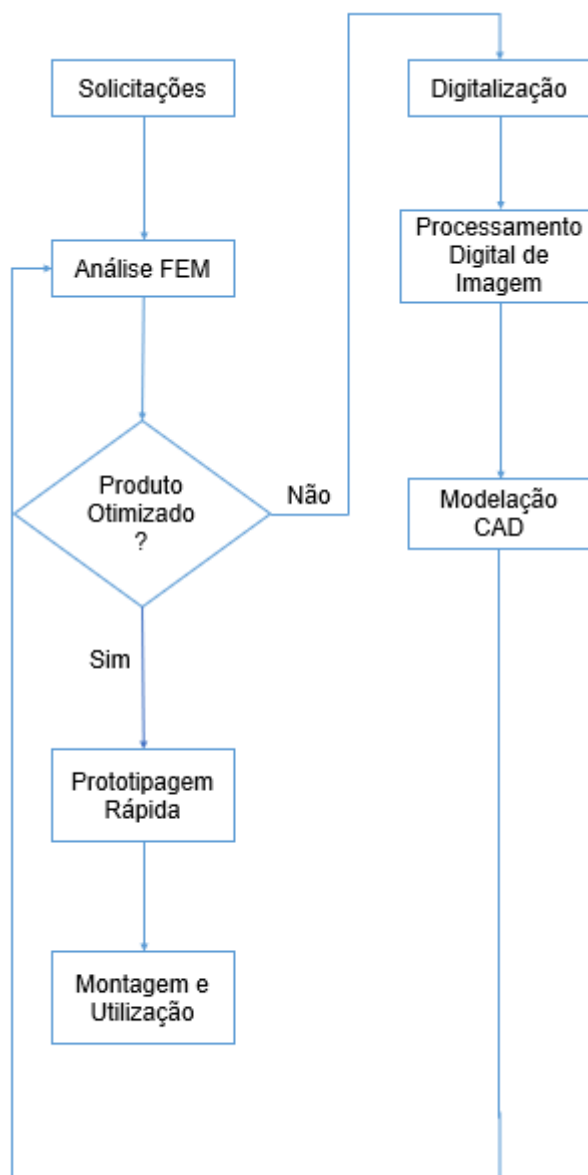 Solicitações
Análise FEM
Produto
Otimizado
?
Não
Sim
Prototipagem
Rápida
Montagem e
Utilização
Digitalização
Processamento
Digital de
Imagem
Modelação
CAD